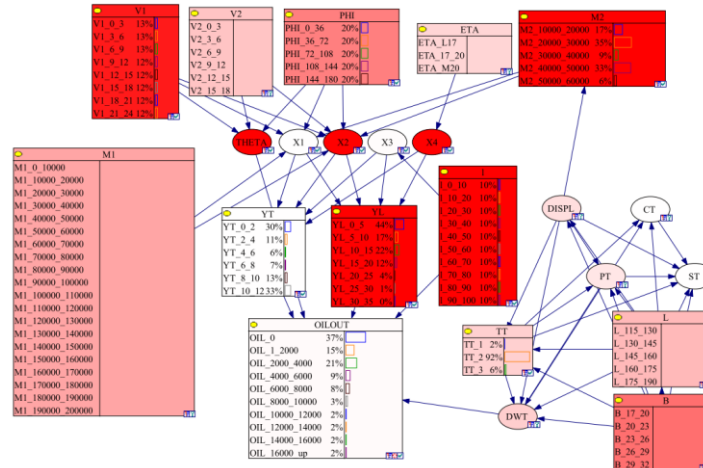 V1
V1_0_3 13%
V1_3_6 13%
V1_6_9 13%
V1_9_12 12%
V1_12_15 12%
V1_15_18 12%
V1_18_21 12%
V1_21_24 12%
V2
V2_0_3
V2_3_6
V2_6_9
V2_9_12
V2_12_15
V2_15_18
PHI
PHI_0_36 20%
PHI_36_72 20%
PHI_72_108 20%
PHI_108_144 20%
PHI_144_180 20%
ETA
ETA_L17
ETA_17_20
ETA_M20
M2
M2_10000_20000 17%
M2_20000_30000 35%
M2_30000_40000 9%
M2_40000_50000 33%
M2_50000_60000 6%
THETA
X1
X2
X3
X4
M1
M1_0_10000
M1_10000_20000
M1_20000_30000
M1_30000_40000
M1_40000_50000
M1_50000_60000
M1_60000_70000
M1_70000_80000
M1_80000_90000
M1_90000_100000
M1_100000_110000
M1_110000_120000
M1_120000_130000
M1_130000_140000
M1_140000_150000
M1_150000_160000
M1_160000_170000
M1_170000_180000
M1_180000_190000
M1_190000_200000
YT
YT_0_2 30%
YT_2_4 11%
YT_4_6 6%
YT_6_8 7%
YT_8_10 13%
YT_10_12 33%
YL
YL_0_5 44%
YL_5_10 17%
YL_10_15 22%
YL_15_20 12%
YL_20_25 4%
YL_25_30 1%
YL_30_35 0%
I
I_0_10 10%
I_10_20 10%
I_20_30 10%
I_30_40 10%
I_40_50 10%
I_50_60 10%
I_60_70 10%
I_70_80 10%
I_80_90 10%
I_90_100 10%
DISPL
CT
PT
ST
OILOUT
OIL_0 37%
OIL_1_2000 15%
OIL_2000_4000 21%
OIL_4000_6000 9%
OIL_6000_8000 8%
OIL_8000_10000 3%
OIL_10000_12000 2%
OIL_12000_14000 2%
OIL_14000_16000 2%
OIL_16000_up 2%
TT
TT_1 2%
TT_2 92%
TT_3 6%
L
L_115_130
L_130_145
L_145_160
L_160_175
L_175_190
DWT
B
B_17_20
B_20_23
B_23_26
B_26_29
B_29_32